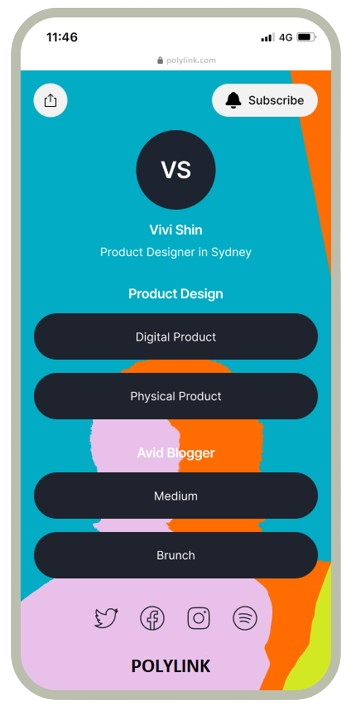 11:46
4G
polylink.com
Subscribe
VS
Vivi Shin
Product Designer in Sydney
Product Design
Digital Product
Physical Product
Avid Blogger
Medium
Brunch
POLYLINK